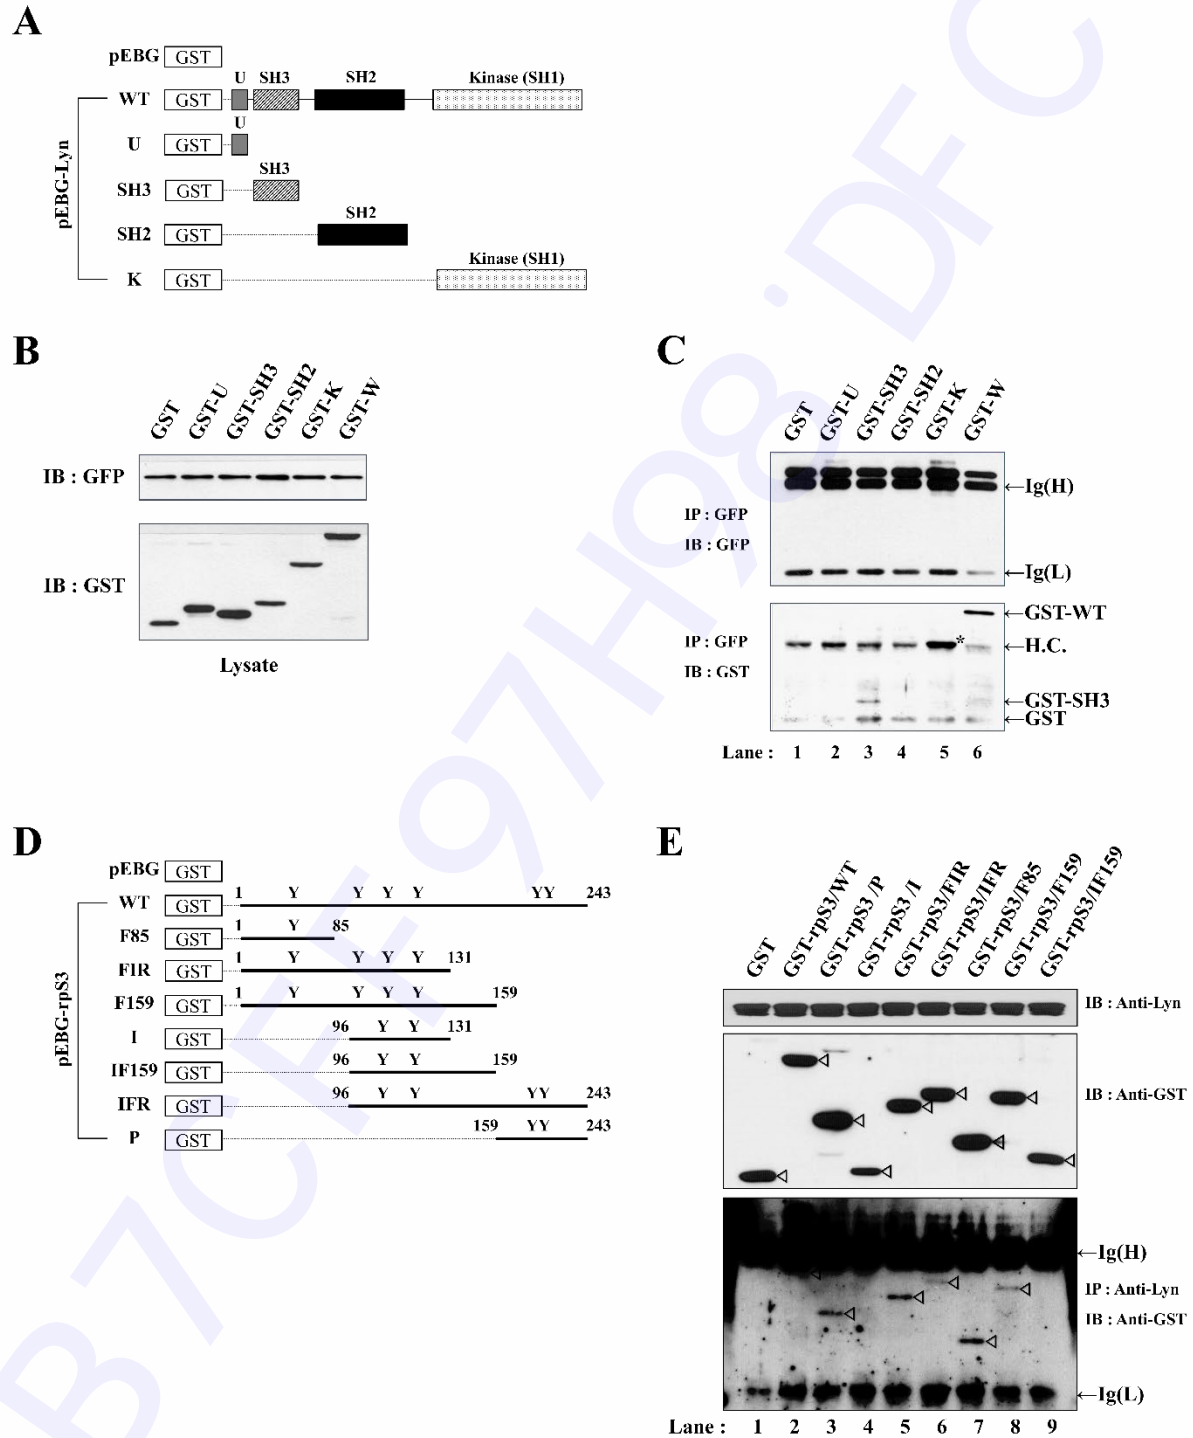 A
pEBG GST
U SH3 SH2 Kinase (SH1)
WT GST
U
U GST
SH3
SH3 GST
SH2
SH2 GST
Kinase (SH1)
K GST
pEBG-Lyn
B
GST GST-U GST-SH3 GST-SH2 GST-K GST-W
IB : GFP
IB : GST
Lysate
C
GST GST-U GST-SH3 GST-SH2 GST-K GST-W
←Ig(H)
IP : GFP
IB : GFP
←Ig(L)
←GST-WT
IP : GFP
*
←H.C.
IB : GST
←GST-SH3
←GST
Lane : 1 2 3 4 5 6
D
pEBG GST
1 Y Y Y Y YY 243
WT GST
1 Y 85
F85 GST
1 Y Y Y Y 131
FIR GST
1 Y Y Y Y 159
F159 GST
96 Y Y 131
I GST
96 Y Y 159
IF159 GST
96 Y Y YY 243
IFR GST
159 YY 243
P GST
pEBG-rpS3
E
GST GST-rpS3/WT GST-rpS3/P GST-rpS3/I GST-rpS3/FIR GST-rpS3/IFR GST-rpS3/F85 GST-rpS3/F159 GST-rpS3/IF159
IB : Anti-Lyn
IB : Anti-GST
←Ig(H)
IP : Anti-Lyn
IB : Anti-GST
←Ig(L)
Lane : 1 2 3 4 5 6 7 8 9